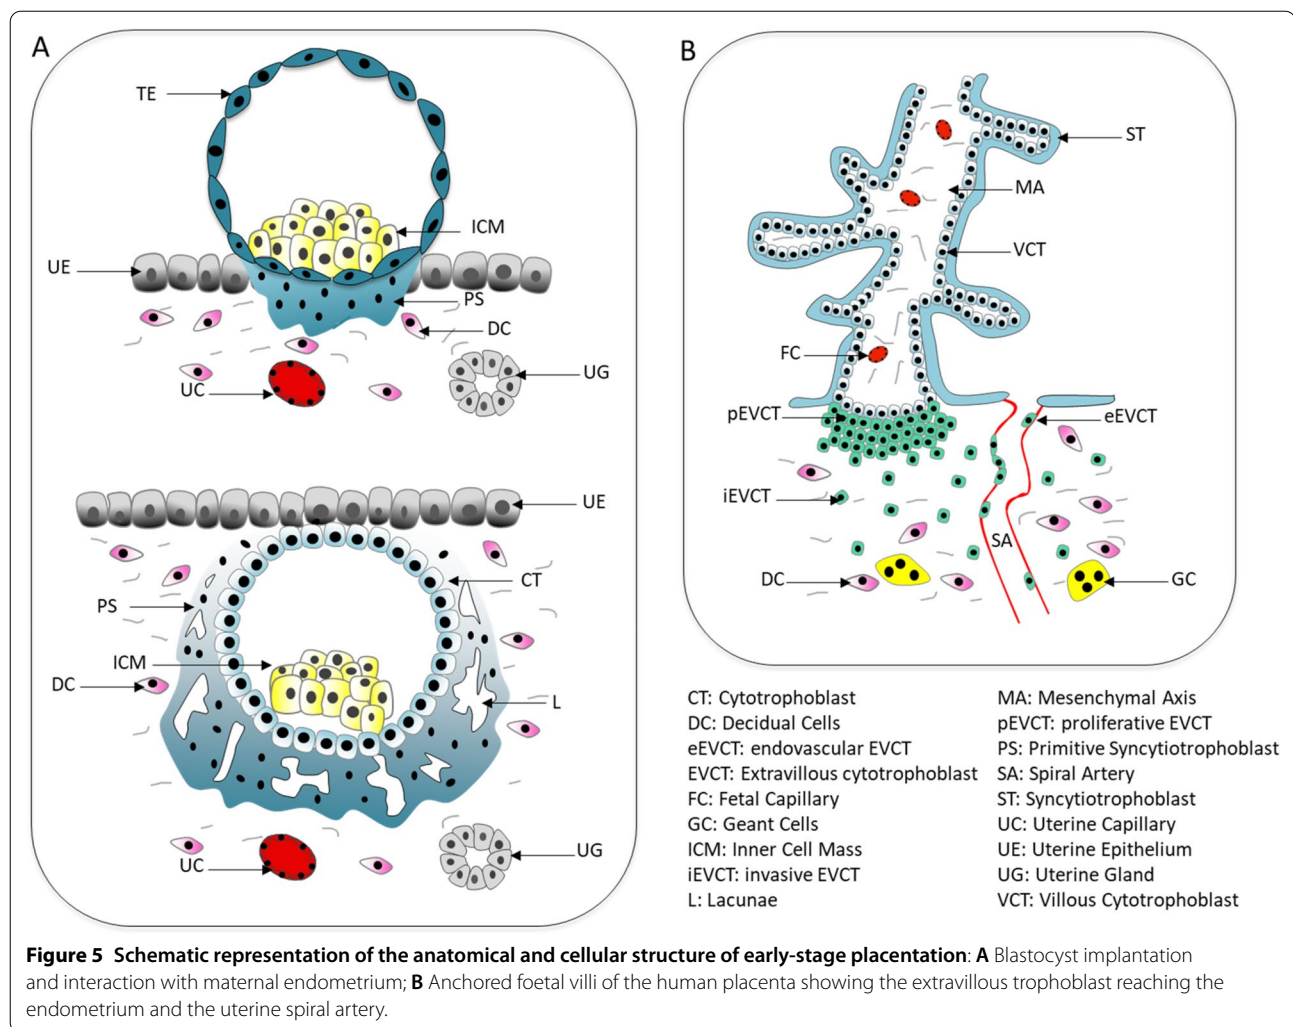 A
TE
ICM
UE
PS
DC
UG
UC
UE
CT
PS
ICM
DC
L
UG
UC
B
ST
MA
VCT
FC
pEVCT
eEVCT
iEVCT
SA
DC
GC
CT: Cytotrophoblast
DC: Decidual Cells
eEVCT: endovascular EVCT
EVCT: Extravillous cytotrophoblast
FC: Fetal Capillary
GC: Geant Cells
ICM: Inner Cell Mass
iEVCT: invasive EVCT
L: Lacunae
MA: Mesenchymal Axis
pEVCT: proliferative EVCT
PS: Primitive Syncytiotrophoblast
SA: Spiral Artery
ST: Syncytiotrophoblast
UC: Uterine Capillary
UE: Uterine Epithelium
UG: Uterine Gland
VCT: Villous Cytotrophoblast
Figure 5 Schematic representation of the anatomical and cellular structure of early-stage placentation: A Blastocyst implantation
and interaction with maternal endometrium; B Anchored foetal villi of the human placenta showing the extravillous trophoblast reaching the
endometrium and the uterine spiral artery.